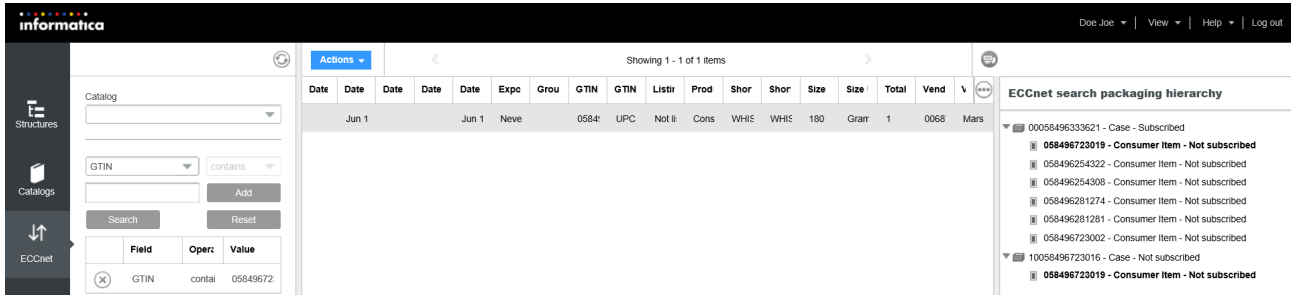 informatica
Doe Joe | View | Help | Log out
Actions
Showing 1 - 1 of 1 items
Structures
Catalogs
ECCnet
Catalog
GTIN contains
Add
Search Reset
Field Opera Value
GTIN contai 05849672
Date Date Date Date Date Expo Grou GTIN GTIN Listin Prod Shor Shor Size Size Total Vend V
Jun 1 Jun 1 Neve 0584 UPC Not li Cons WHIS WHIS 180 Gram 1 0068 Mars
ECCnet search packaging hierarchy
00058496333621 - Case - Subscribed
058496723019 - Consumer Item - Not subscribed
058496254322 - Consumer Item - Not subscribed
058496254308 - Consumer Item - Not subscribed
058496281274 - Consumer Item - Not subscribed
058496281281 - Consumer Item - Not subscribed
058496723002 - Consumer Item - Not subscribed
10058496723016 - Case - Not subscribed
058496723019 - Consumer Item - Not subscribed